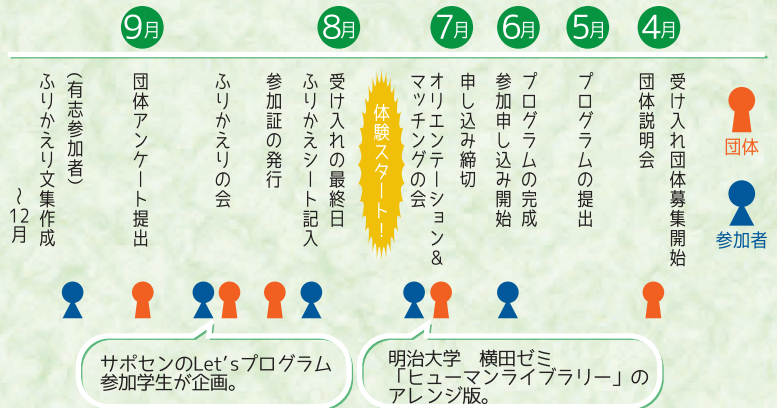 4月
5月
6月
7月
8月
9月
団体
参加者
受け入れ団体募集開始
団体説明会
プログラムの提出
プログラムの完成
参加申し込み開始
申し込み締切
オリエンテーション&
マッチングの会
体験スタート!
受け入れの最終日
ふりかえシート記入
参加証の発行
ふりかえりの会
団体アンケート提出
(有志参加者)
ふりかえり文集作成
~12月
明治大学 横田ゼミ
「ヒューマンライブラリー」の
アレンジ版。
サポセンのLet'sプログラム
参加学生が企画。